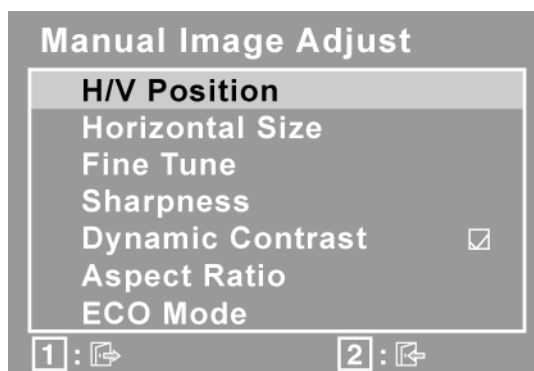 Manual Image Adjust
H/V Position
Horizontal Size
Fine Tune
Sharpness
Dynamic Contrast
Aspect Ratio
ECO Mode
1 : 2 :